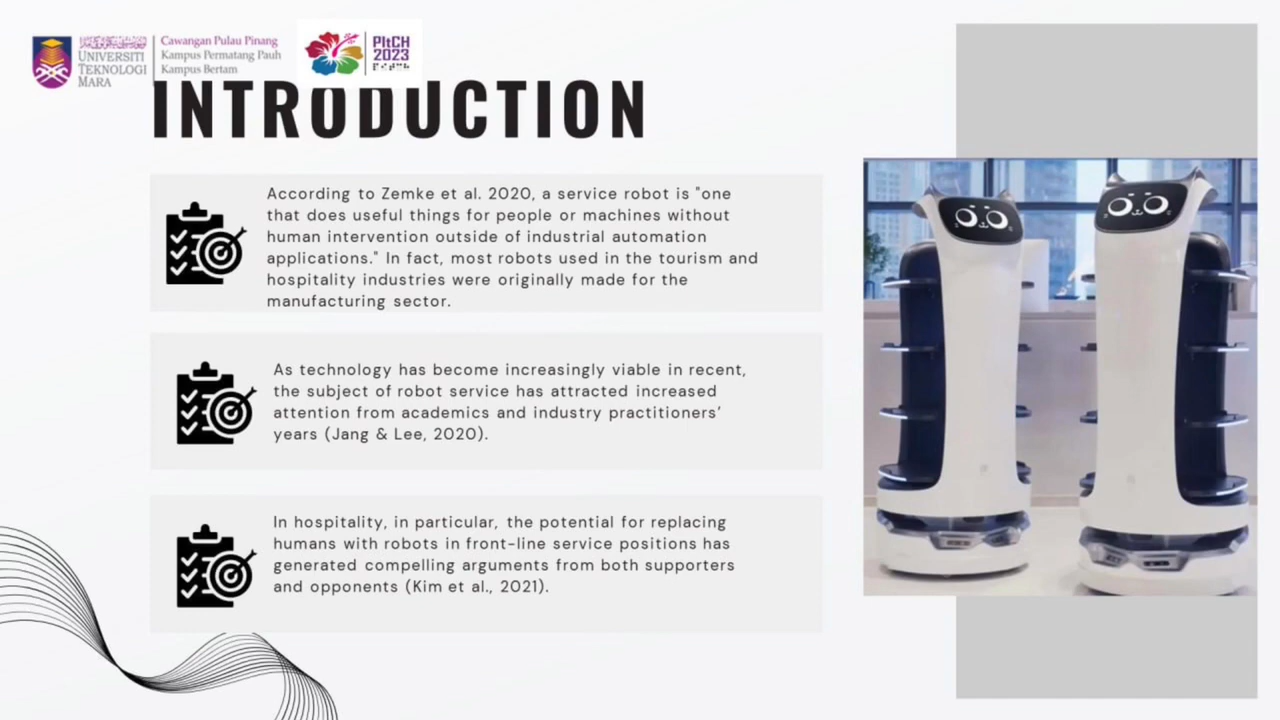 UNIVERSITI
TEKNOLOGI
MARA
Cawangan Pulau Pinang
Kampus Permatang Pauh
Kampus Bertam
PItCH
2023
INTRODUCTION
According to Zemke et al. 2020, a service robot is "one
that does useful things for people or machines without
human intervention outside of industrial automation
applications." In fact, most robots used in the tourism and
hospitality industries were originally made for the
manufacturing sector.
As technology has become increasingly viable in recent,
the subject of robot service has attracted increased
attention from academics and industry practitioners’
years (Jang & Lee, 2020).
In hospitality, in particular, the potential for replacing
humans with robots in front-line service positions has
generated compelling arguments from both supporters
and opponents (Kim et al., 2021).